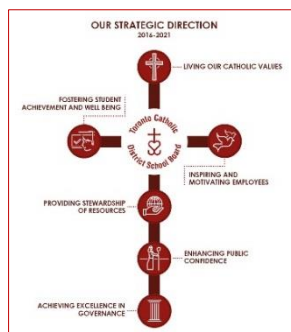 OUR STRATEGIC DIRECTION
2016-2021
LIVING OUR CATHOLIC VALUES
FOSTERING STUDENT
ACHIEVEMENT AND WELL BEING
Toronto Catholic
District School Board
INSPIRING AND
MOTIVATING EMPLOYEES
PROVIDING STEWARDSHIP
OF RESOURCES
ENHANCING PUBLIC
CONFIDENCE
ACHIEVING EXCELLENCE IN
GOVERNANCE